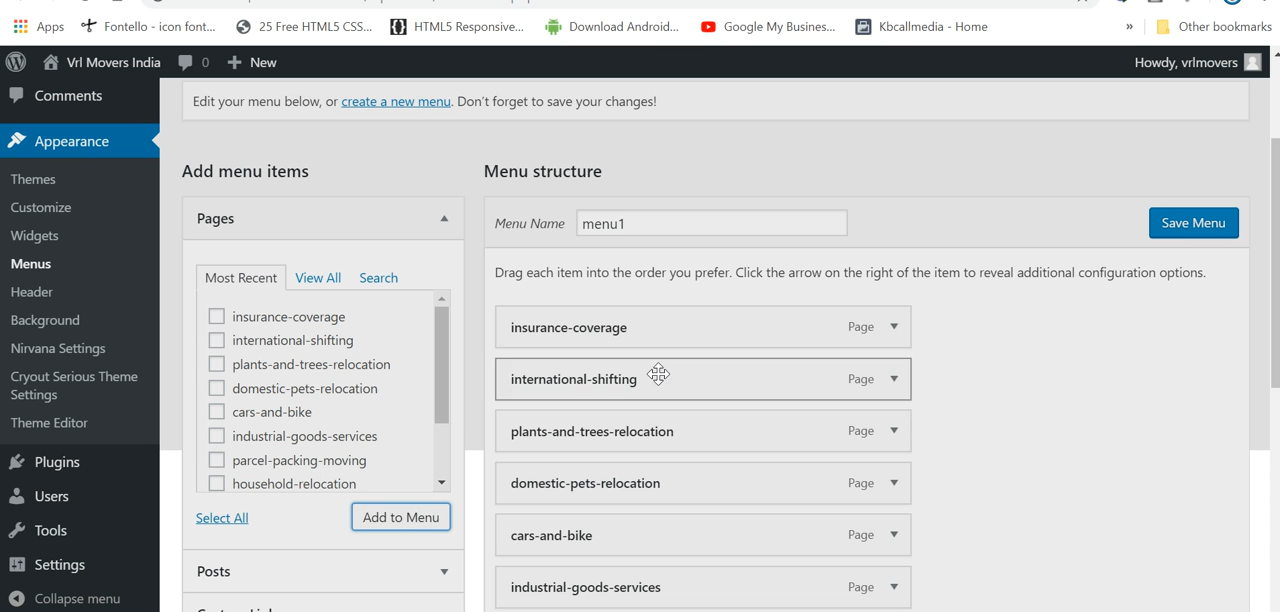 Apps Fontello - icon font... 25 Free HTML5 CSS... HTML5 Responsive... Download Android... Google My Business... Kbcallmedia - Home » Other bookmarks
Vrl Movers India 0 New Howdy, vrlmovers
Comments
Appearance
Themes
Customize
Widgets
Menus
Header
Background
Nirvana Settings
Cryout Serious Theme
Settings
Theme Editor
Plugins
Users
Tools
Settings
Collapse menu
Edit your menu below, or create a new menu. Don't forget to save your changes!
Add menu items
Pages
Most Recent View All Search
insurance-coverage
international-shifting
plants-and-trees-relocation
domestic-pets-relocation
cars-and-bike
industrial-goods-services
parcel-packing-moving
household-relocation
Select All Add to Menu
Posts
Menu structure
Menu Name menu1 Save Menu
Drag each item into the order you prefer. Click the arrow on the right of the item to reveal additional configuration options.
insurance-coverage Page
international-shifting Page
plants-and-trees-relocation Page
domestic-pets-relocation Page
cars-and-bike Page
industrial-goods-services Page